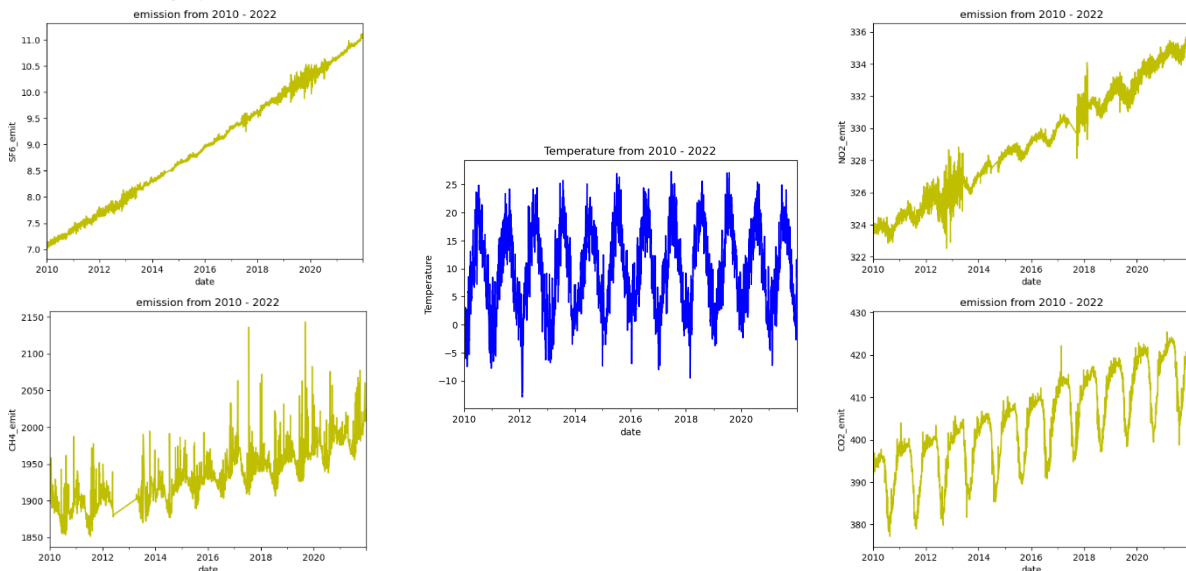 emission from 2010 - 2022
SF6_emit
11.0
10.5
10.0
9.5
9.0
8.5
8.0
7.5
7.0
2010 2012 2014 2016 2018 2020
date
emission from 2010 - 2022
CH4_emit
2150
2100
2050
2000
1950
1900
1850
2010 2012 2014 2016 2018 2020
date
Temperature from 2010 - 2022
Temperature
25
20
15
10
5
0
−5
−10
2010 2012 2014 2016 2018 2020
date
emission from 2010 - 2022
NO2_emit
336
334
332
330
328
326
324
322
2010 2012 2014 2016 2018 2020
date
emission from 2010 - 2022
CO2_emit
430
420
410
400
390
380
2010 2012 2014 2016 2018 2020
date